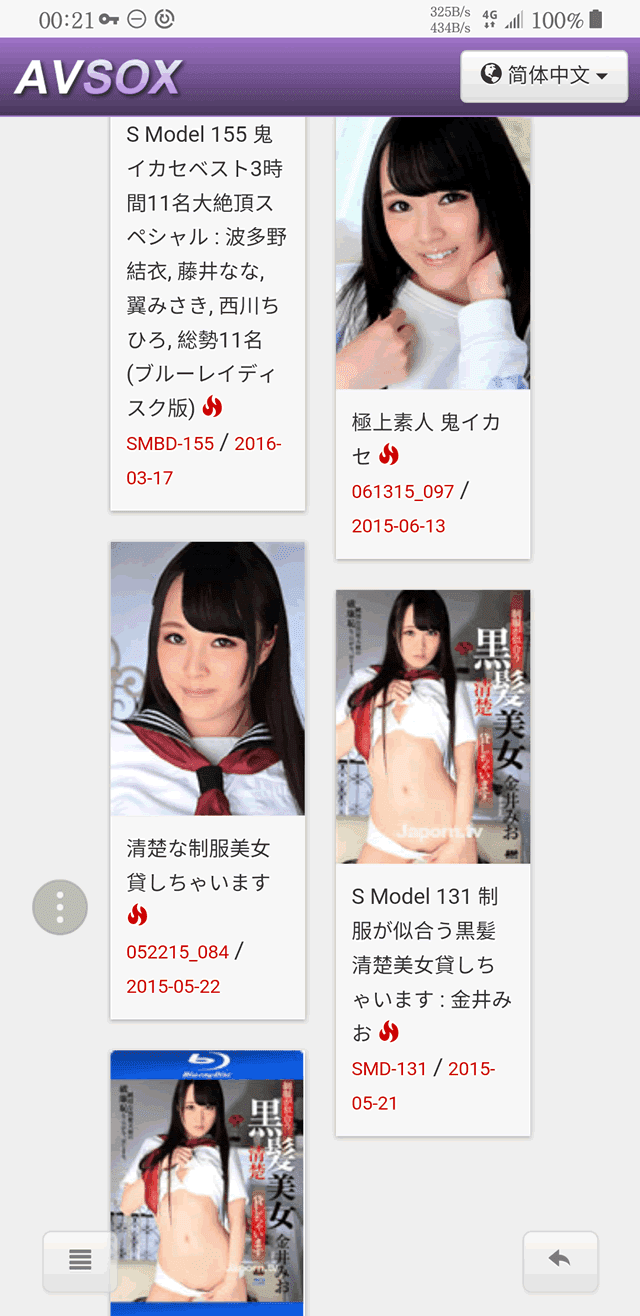 00:21
325B/s
434B/s
4G
100%
AVSOX
简体中文
S Model 155 鬼
イカセベスト3時
間11名大絶頂ス
ペシャル : 波多野
結衣, 藤井なな,
翼みさき, 西川ち
ひろ, 総勢11名
(ブルーレイディ
スク版)
SMBD-155 / 2016-
03-17
極上素人 鬼イカ
セ
061315_097 /
2015-06-13
清楚な制服美女
貸しちゃいます
052215_084 /
2015-05-22
制服が似合う
黒髪
清楚
美女
貸しちゃいます
金井みお
Japorn.tv
S Model 131 制
服が似合う黒髪
清楚美女貸しち
ゃいます : 金井み
お
SMD-131 / 2015-
05-21
Blu-ray Disc
制服が似合う
黒髪
清楚
美女
貸しちゃいます
金井みお
Japorn.tv